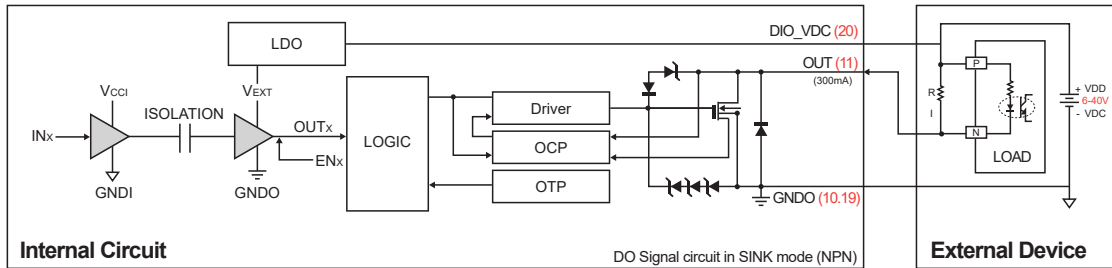 LDO
DIO_VDC (20)
OUT (11)
(300mA)
VCCI
ISOLATION
VEXT
INX
OUTX
ENX
GNDI
GNDO
LOGIC
Driver
OCP
OTP
GNDO (10.19)
Internal Circuit
DO Signal circuit in SINK mode (NPN)
P
R
I
N
LOAD
+ VDD
6-40V
- VDC
External Device